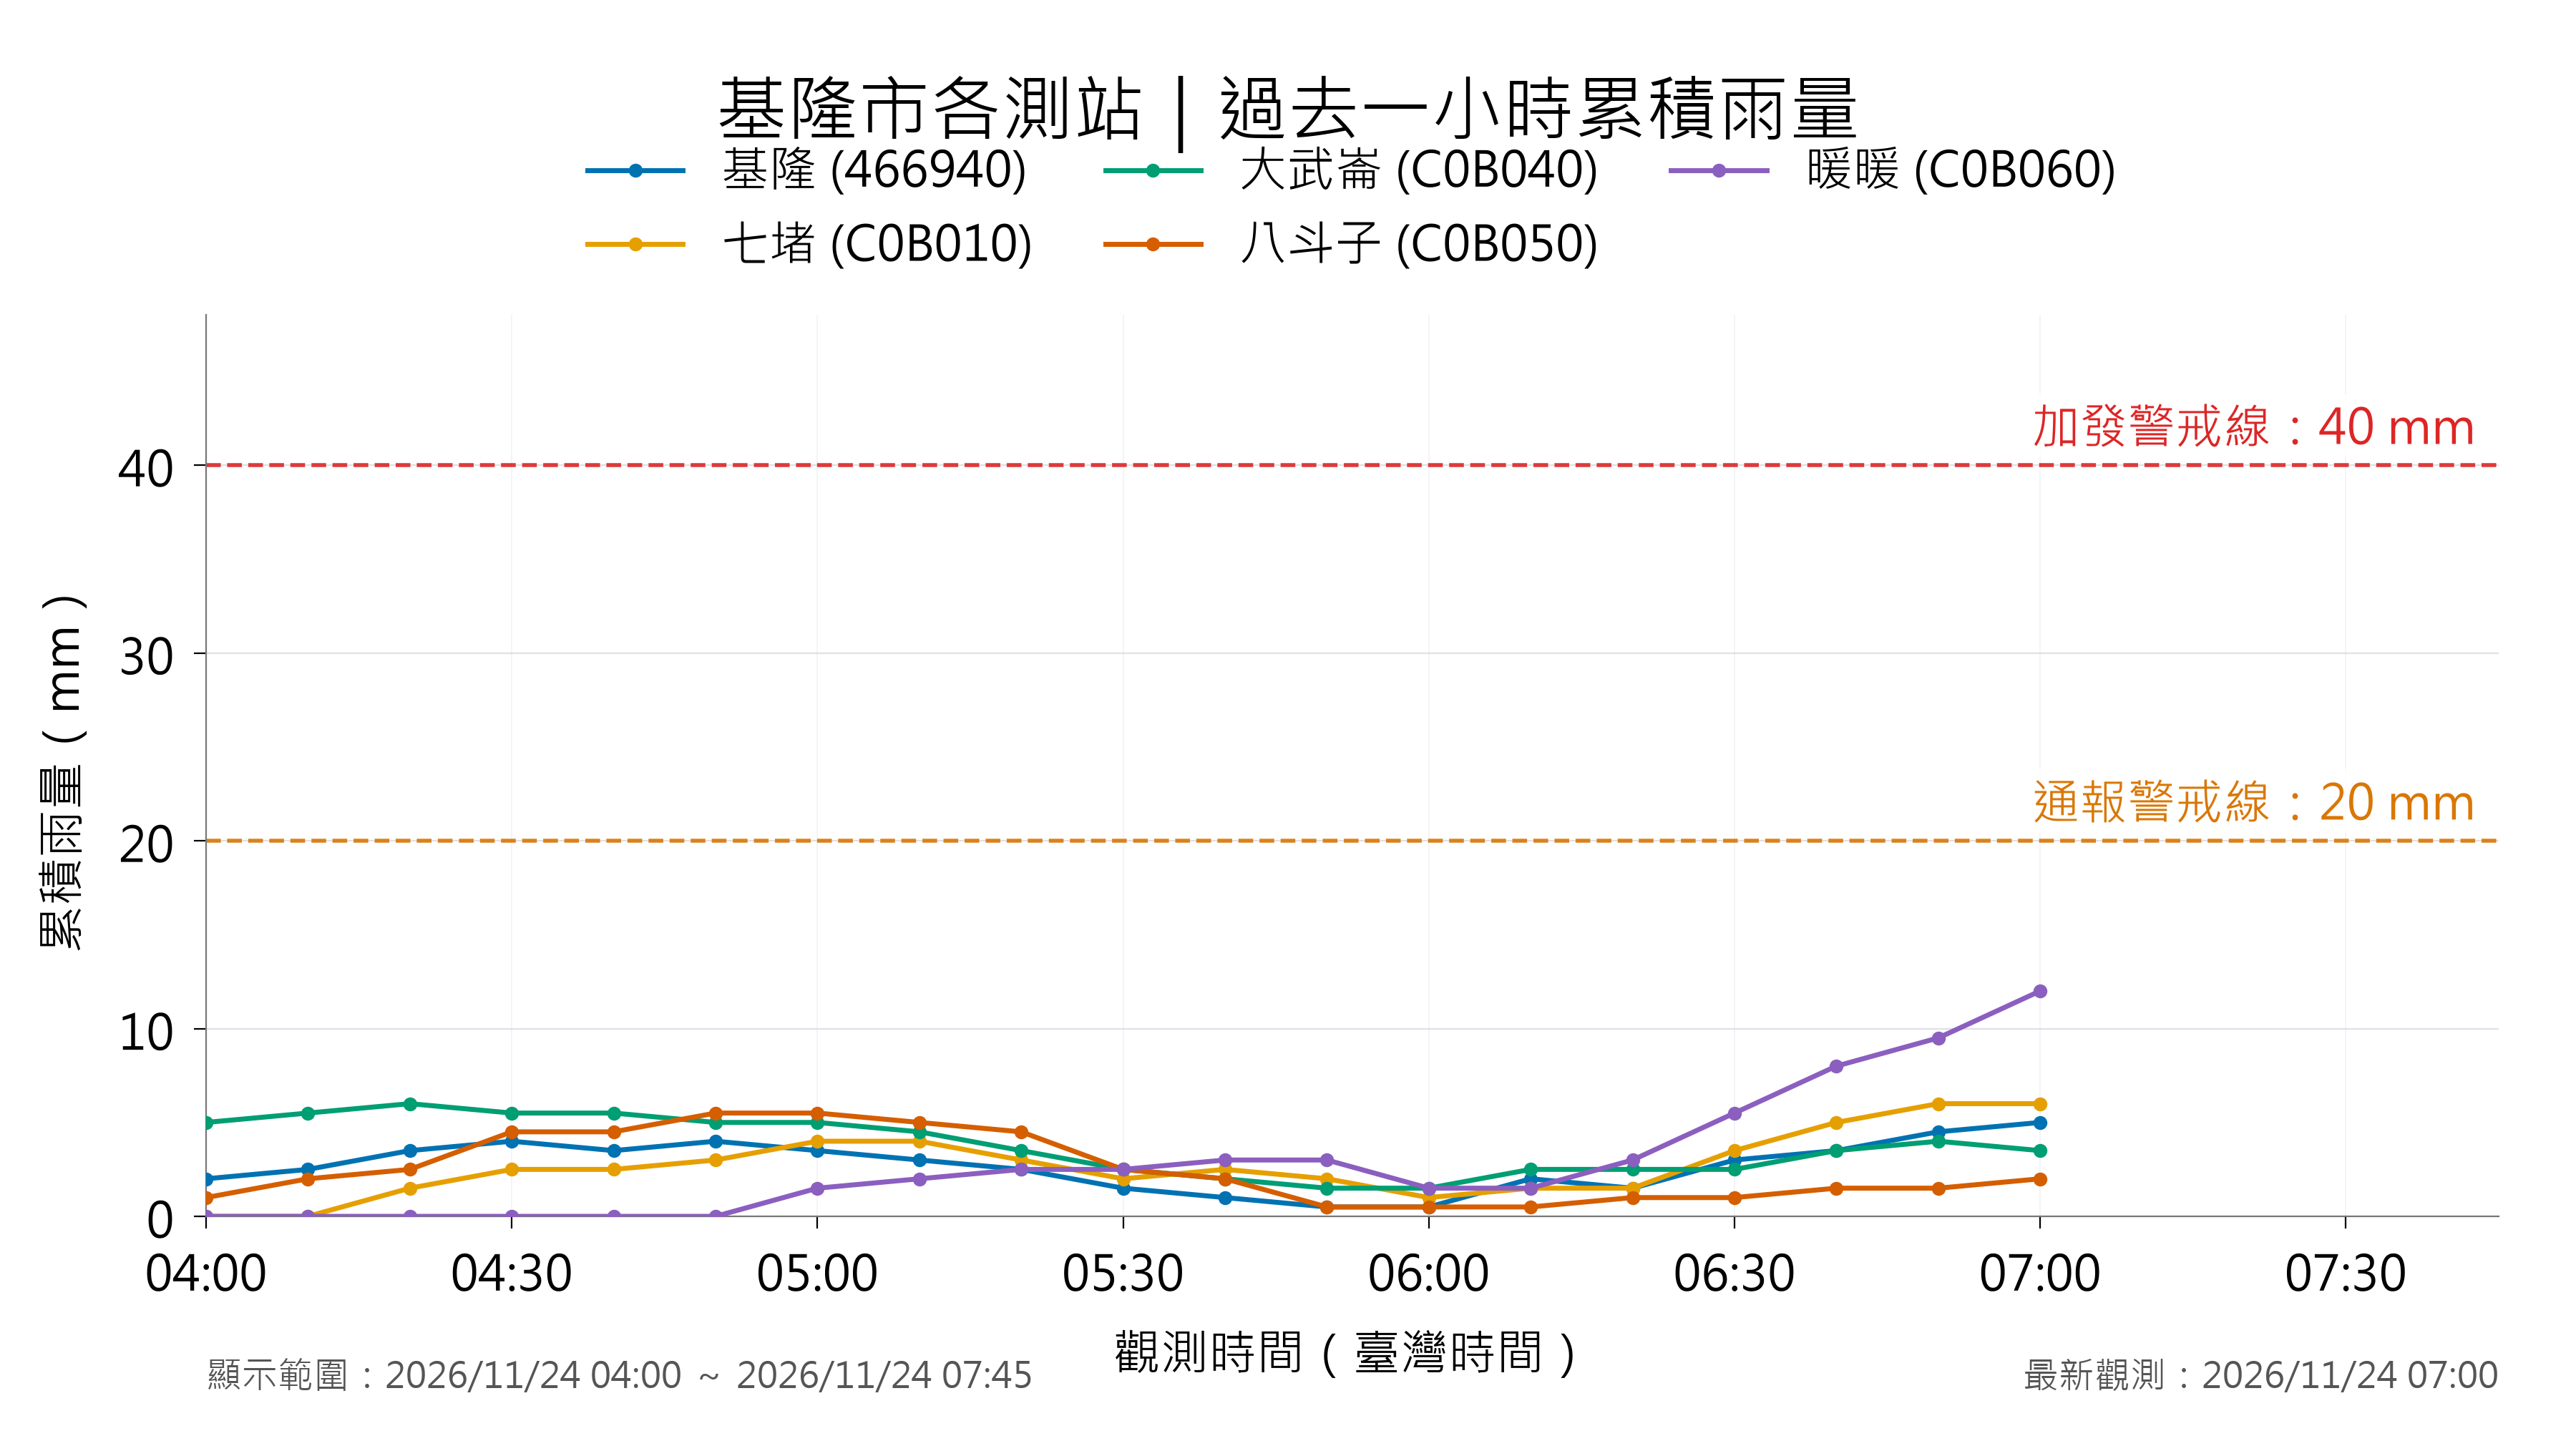 基隆市各測站｜過去一小時累積雨量
基隆 (466940)
七堵 (C0B010)
大武崙 (C0B040)
八斗子 (C0B050)
暖暖 (C0B060)
累積雨量（mm）
40
30
20
10
0
加發警戒線：40 mm
通報警戒線：20 mm
04:00 04:30 05:00 05:30 06:00 06:30 07:00 07:30
觀測時間（臺灣時間）
顯示範圍：2026/11/24 04:00 ~ 2026/11/24 07:45
最新觀測：2026/11/24 07:00